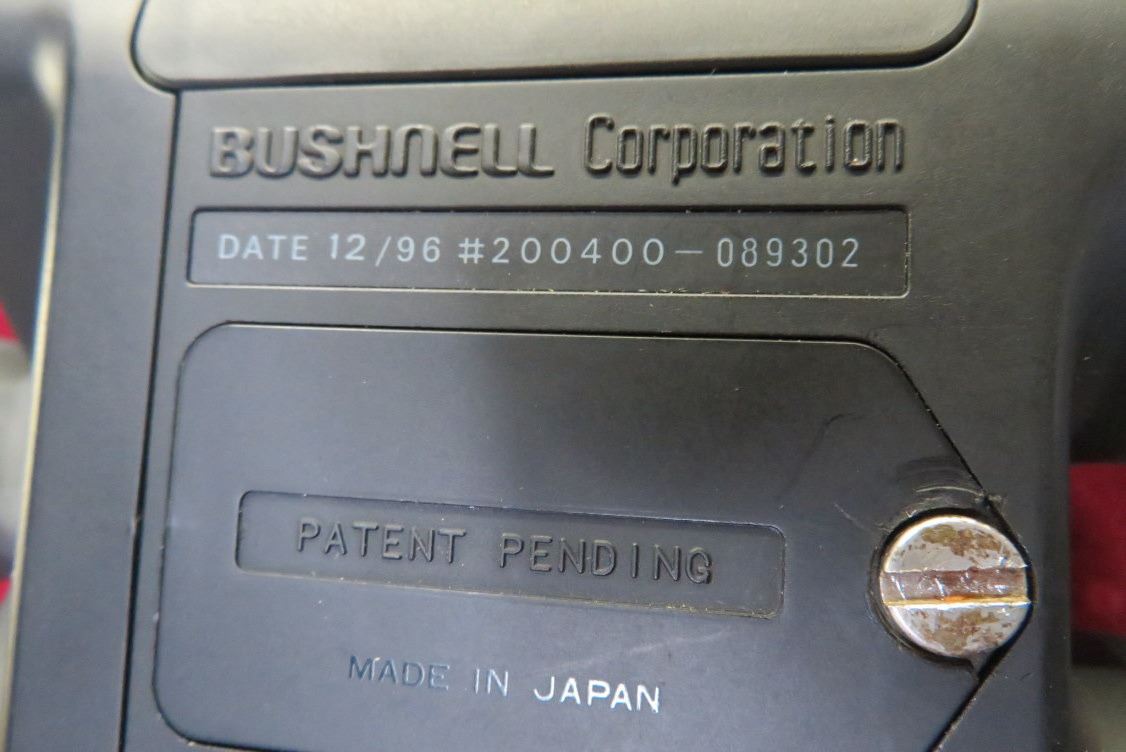 BUSHNELL Corporation
DATE 12/96 #200400-089302
PATENT PENDING
MADE IN JAPAN